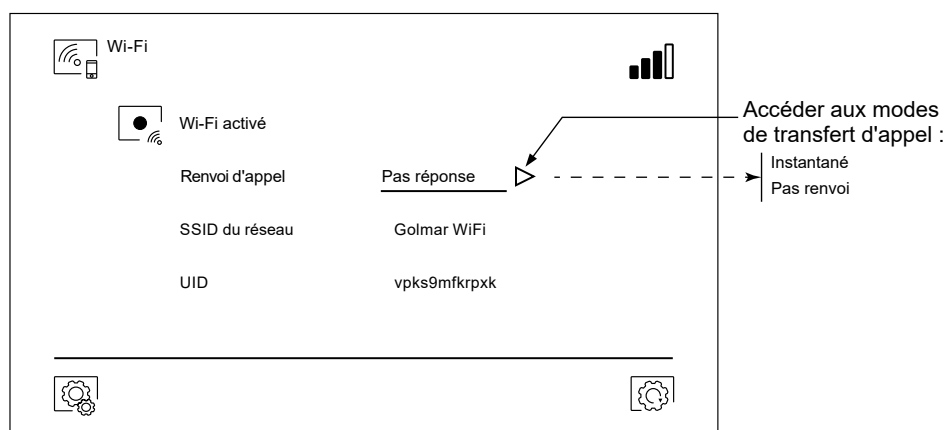 Wi-Fi
Wi-Fi activé
Accéder aux modes
de transfert d'appel :
Renvoi d'appel
Pas réponse
Instantané
Pas renvoi
SSID du réseau
Golmar WiFi
UID
vpks9mfkrpxk